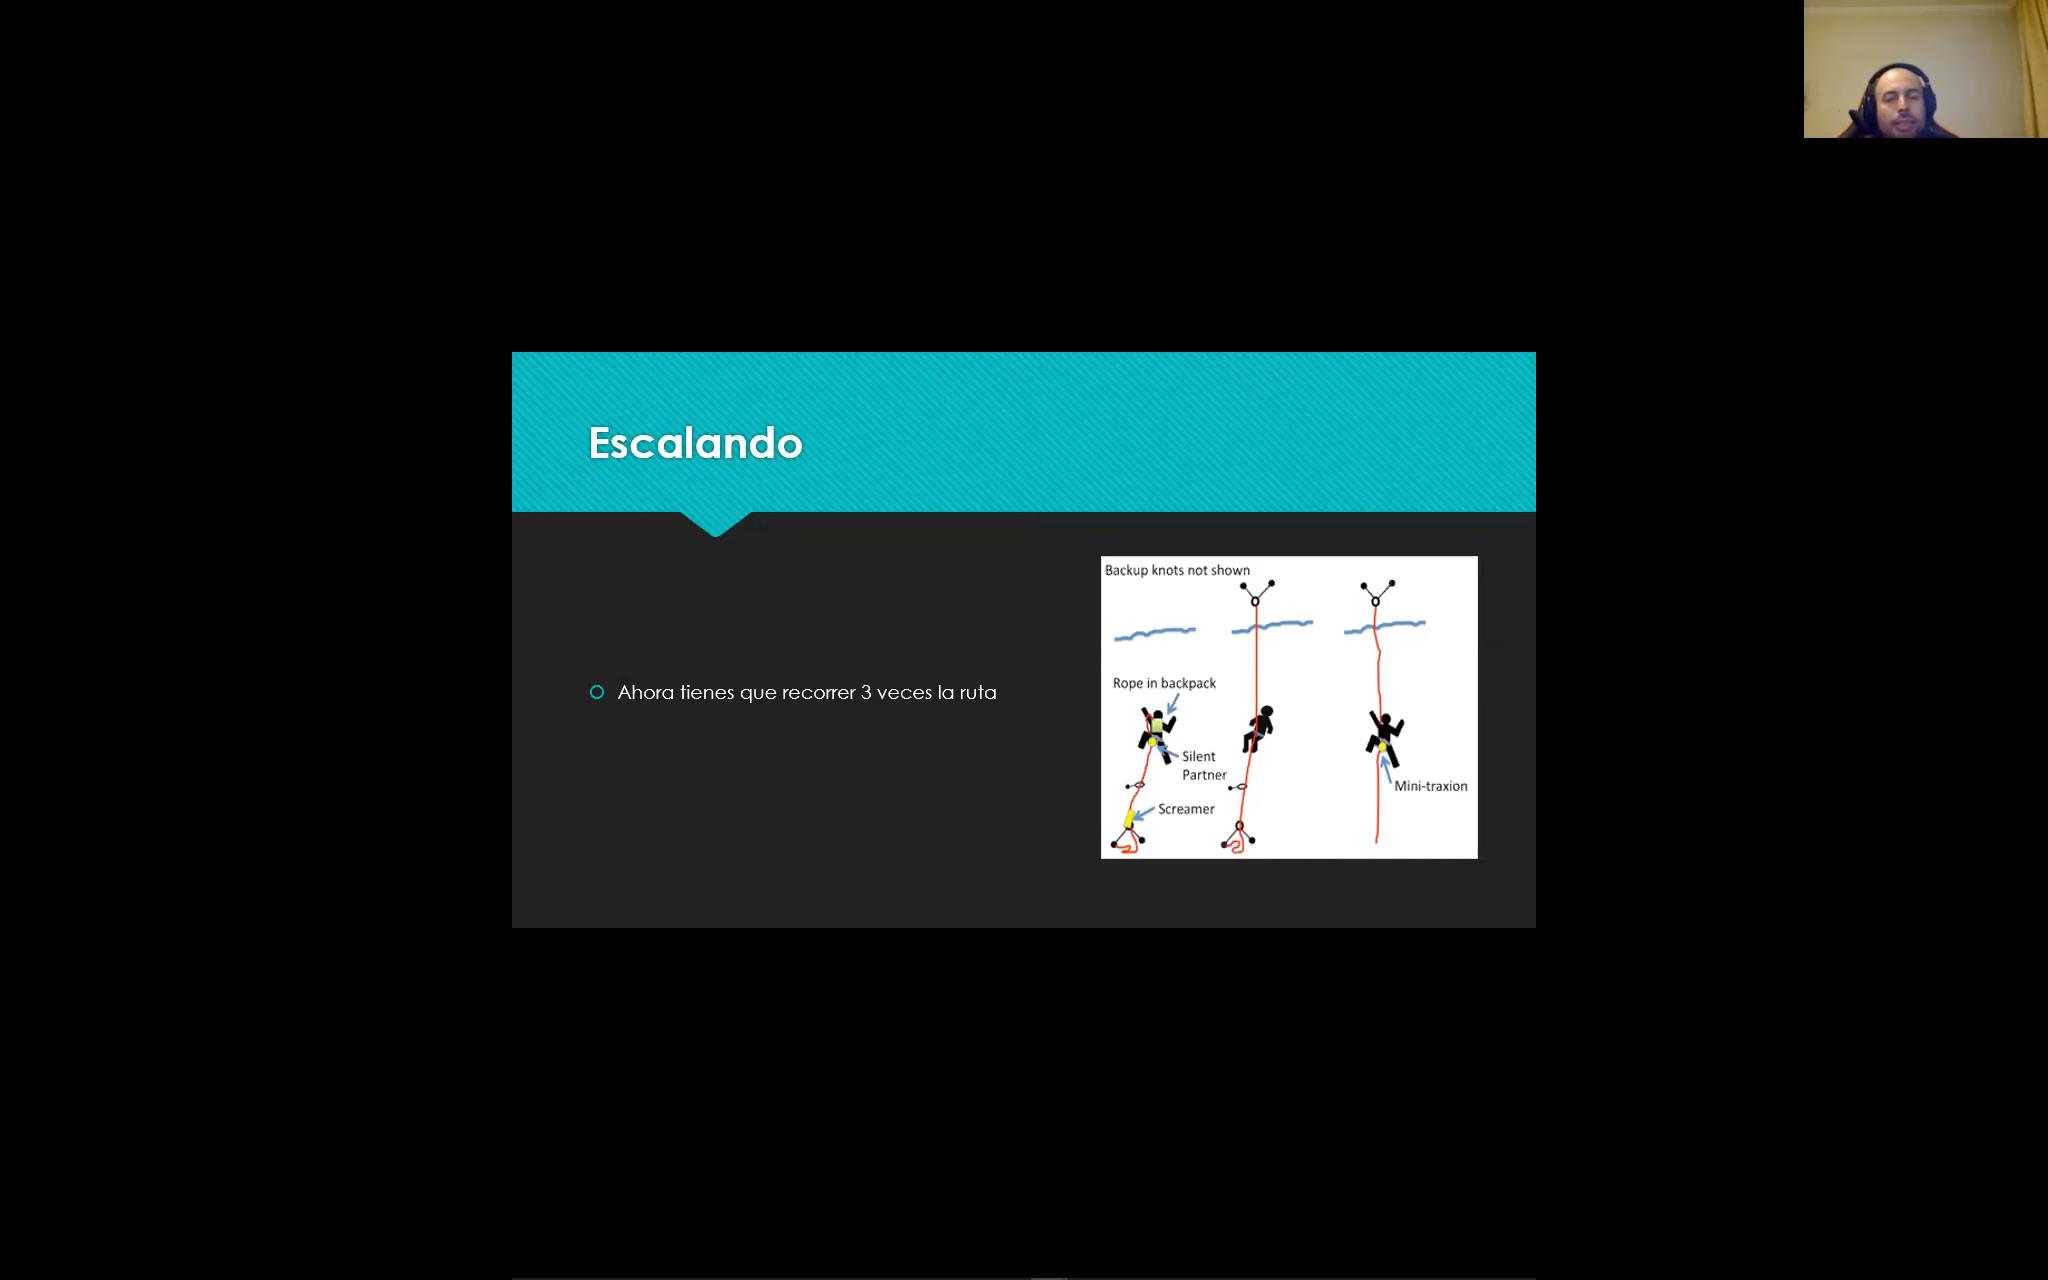 Escalando
Ahora tienes que recorrer 3 veces la ruta
Backup knots not shown
Rope in backpack
Silent
Partner
Screamer
Mini-traxion